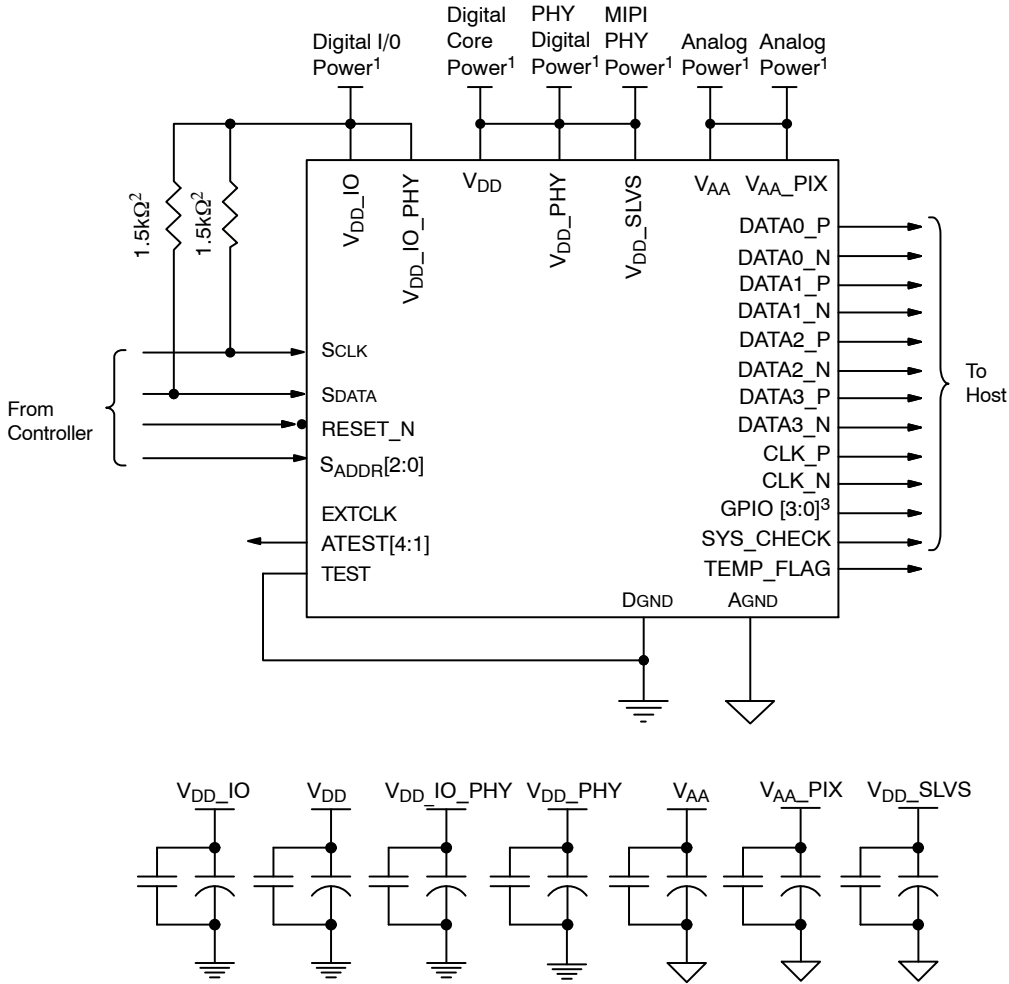 Digital I/0
Power1
Digital
Core
Power1
PHY
Digital
Power1
MIPI
PHY
Power1
Analog
Power1
Analog
Power1
1.5kΩ2
1.5kΩ2
VDD_IO
VDD_IO_PHY
VDD
VDD_PHY
VDD_SLVS
VAA
VAA_PIX
From
Controller
SCLK
SDATA
RESET_N
SADDR[2:0]
EXTCLK
ATEST[4:1]
TEST
DATA0_P
DATA0_N
DATA1_P
DATA1_N
DATA2_P
DATA2_N
DATA3_P
DATA3_N
CLK_P
CLK_N
GPIO [3:0]3
SYS_CHECK
TEMP_FLAG
To
Host
DGND
AGND
VDD_IO
VDD
VDD_IO_PHY
VDD_PHY
VAA
VAA_PIX
VDD_SLVS